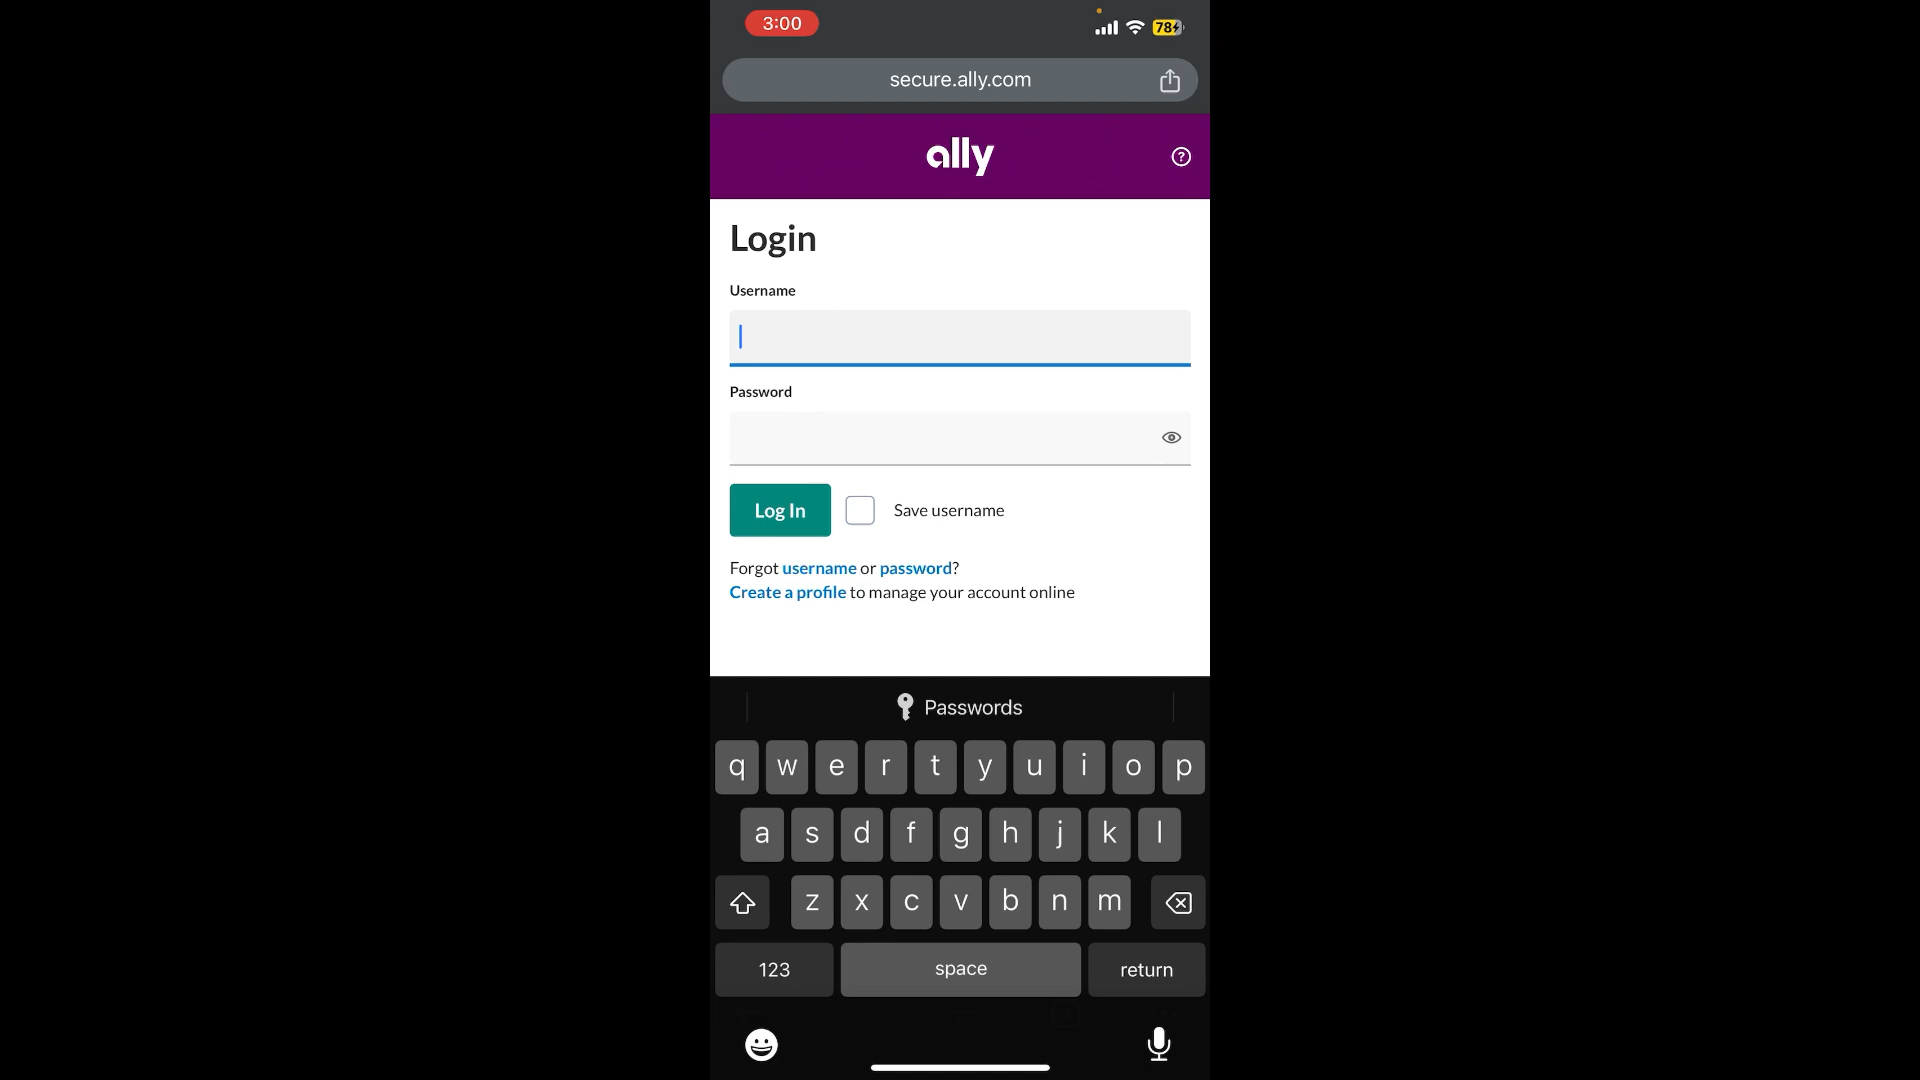 3:00
78
secure.ally.com
ally
?
Login
Username
Password
Log In
Save username
Forgot username or password?
Create a profile to manage your account online
Passwords
q w e r t y u i o p
a s d f g h j k l
z x c v b n m
123 space return